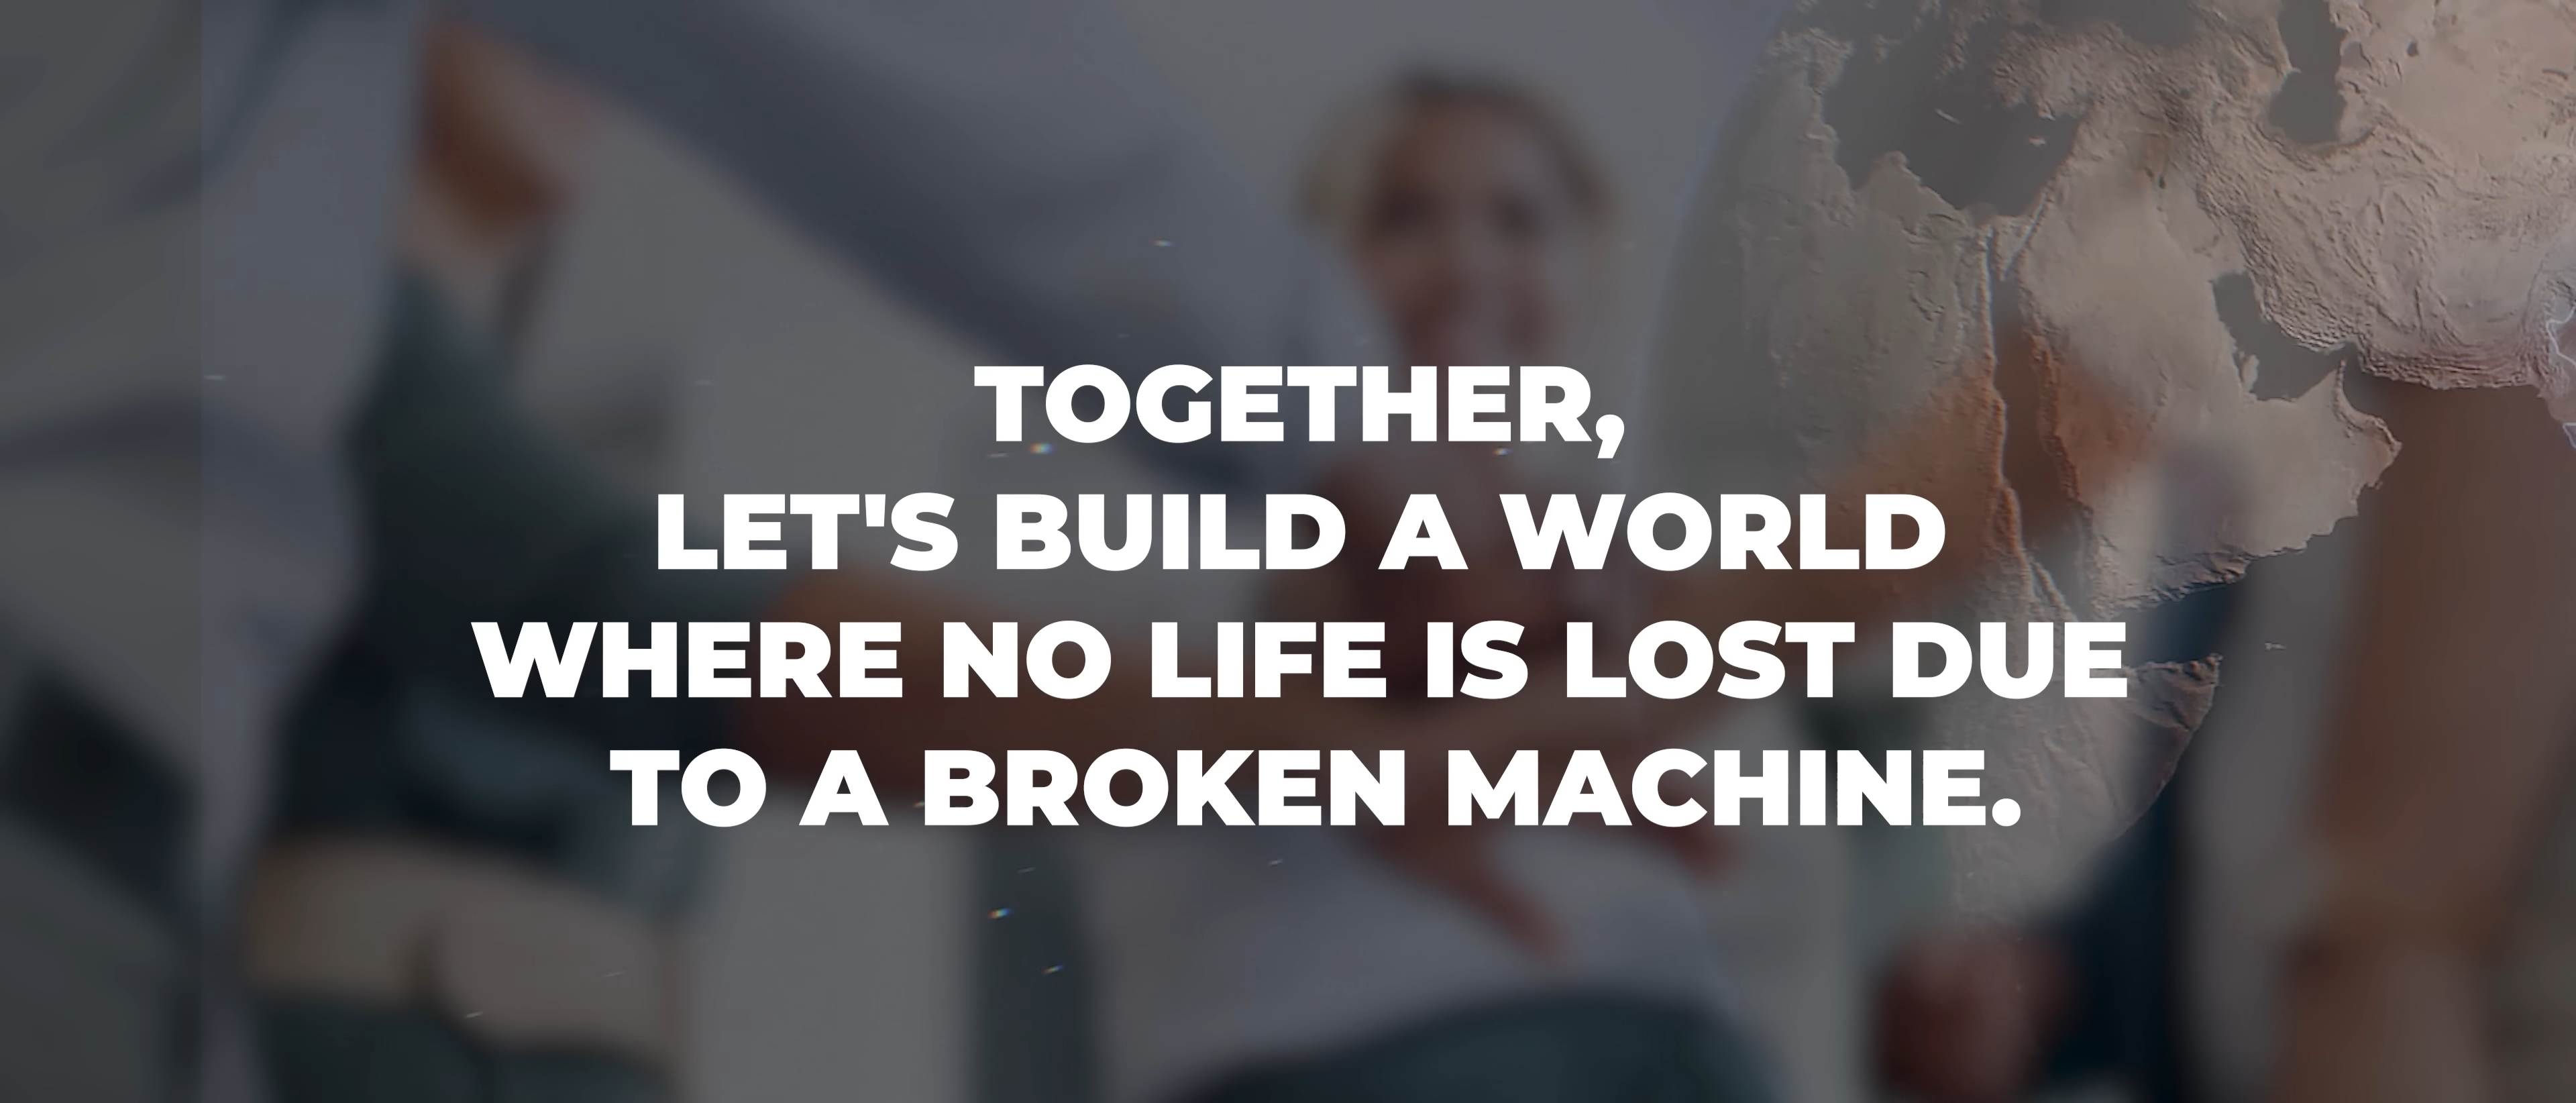 TOGETHER,
LET'S BUILD A WORLD
WHERE NO LIFE IS LOST DUE
TO A BROKEN MACHINE.